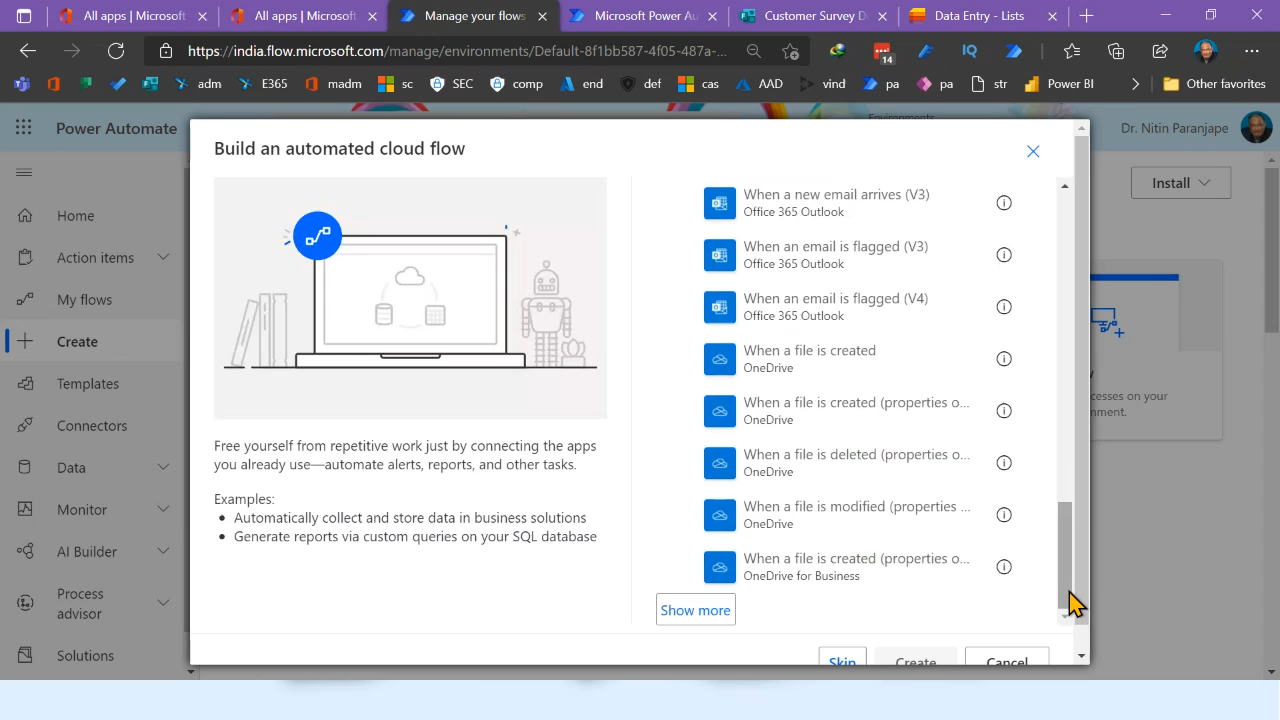 All apps | Microsoft
All apps | Microsoft
Manage your flows
Microsoft Power Au
Customer Survey D
Data Entry - Lists
https://india.flow.microsoft.com/manage/environments/Default-8f1bb587-4f05-487a-...
14
IQ
adm
E365
madm
sc
SEC
comp
end
def
cas
AAD
vind
pa
pa
str
Power BI
Other favorites
Power Automate
Environments
Dr. Nitin Paranjape
Build an automated cloud flow
Install
Home
Action items
My flows
Create
Templates
Connectors
Data
Monitor
AI Builder
Process
advisor
Solutions
Free yourself from repetitive work just by connecting the apps
you already use—automate alerts, reports, and other tasks.
Examples:
Automatically collect and store data in business solutions
Generate reports via custom queries on your SQL database
When a new email arrives (V3)
Office 365 Outlook
When an email is flagged (V3)
Office 365 Outlook
When an email is flagged (V4)
Office 365 Outlook
When a file is created
OneDrive
When a file is created (properties o...
OneDrive
When a file is deleted (properties o...
OneDrive
When a file is modified (properties ...
OneDrive
When a file is created (properties o...
OneDrive for Business
Show more
Skip
Create
Cancel
cesses on your
nment.